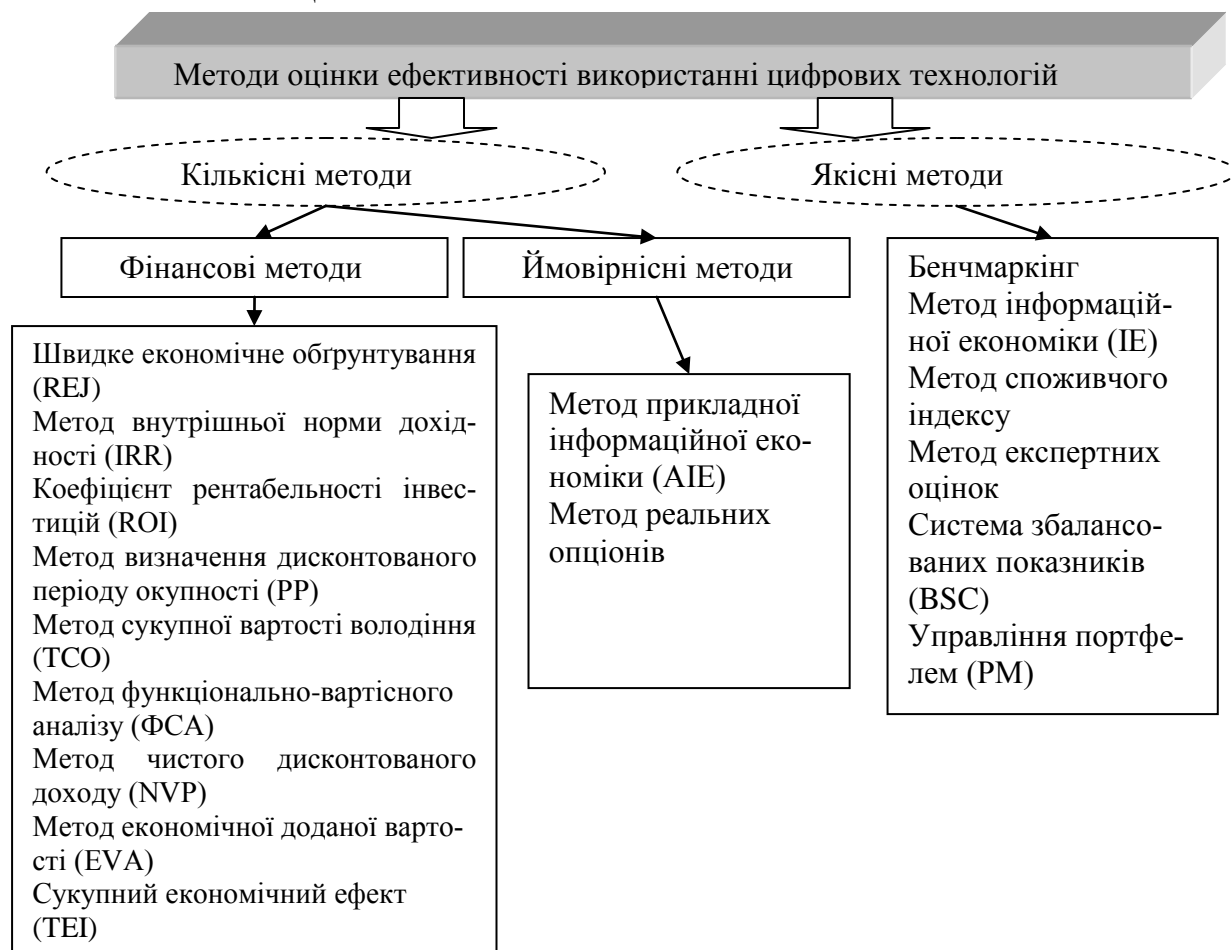 Методи оцінки ефективності використанні цифрових технологій
Кількісні методи
Якісні методи
Фінансові методи
Ймовірнісні методи
Швидке економічне обґрунтування
(REJ)
Метод внутрішньої норми дохід-
ності (IRR)
Коефіцієнт рентабельності інвес-
тицій (ROI)
Метод визначення дисконтованого
періоду окупності (PP)
Метод сукупної вартості володіння
(TCO)
Метод функціонально-вартісного
аналізу (ФСА)
Метод чистого дисконтованого
доходу (NVP)
Метод економічної доданої варто-
сті (EVA)
Сукупний економічний ефект
(TEI)
Метод прикладної
інформаційної еко-
номіки (AIE)
Метод реальних
опціонів
Бенчмаркінг
Метод інформацій-
ної економіки (IE)
Метод споживчого
індексу
Метод експертних
оцінок
Система збалансо-
ваних показників
(BSC)
Управління портфе-
лем (PM)